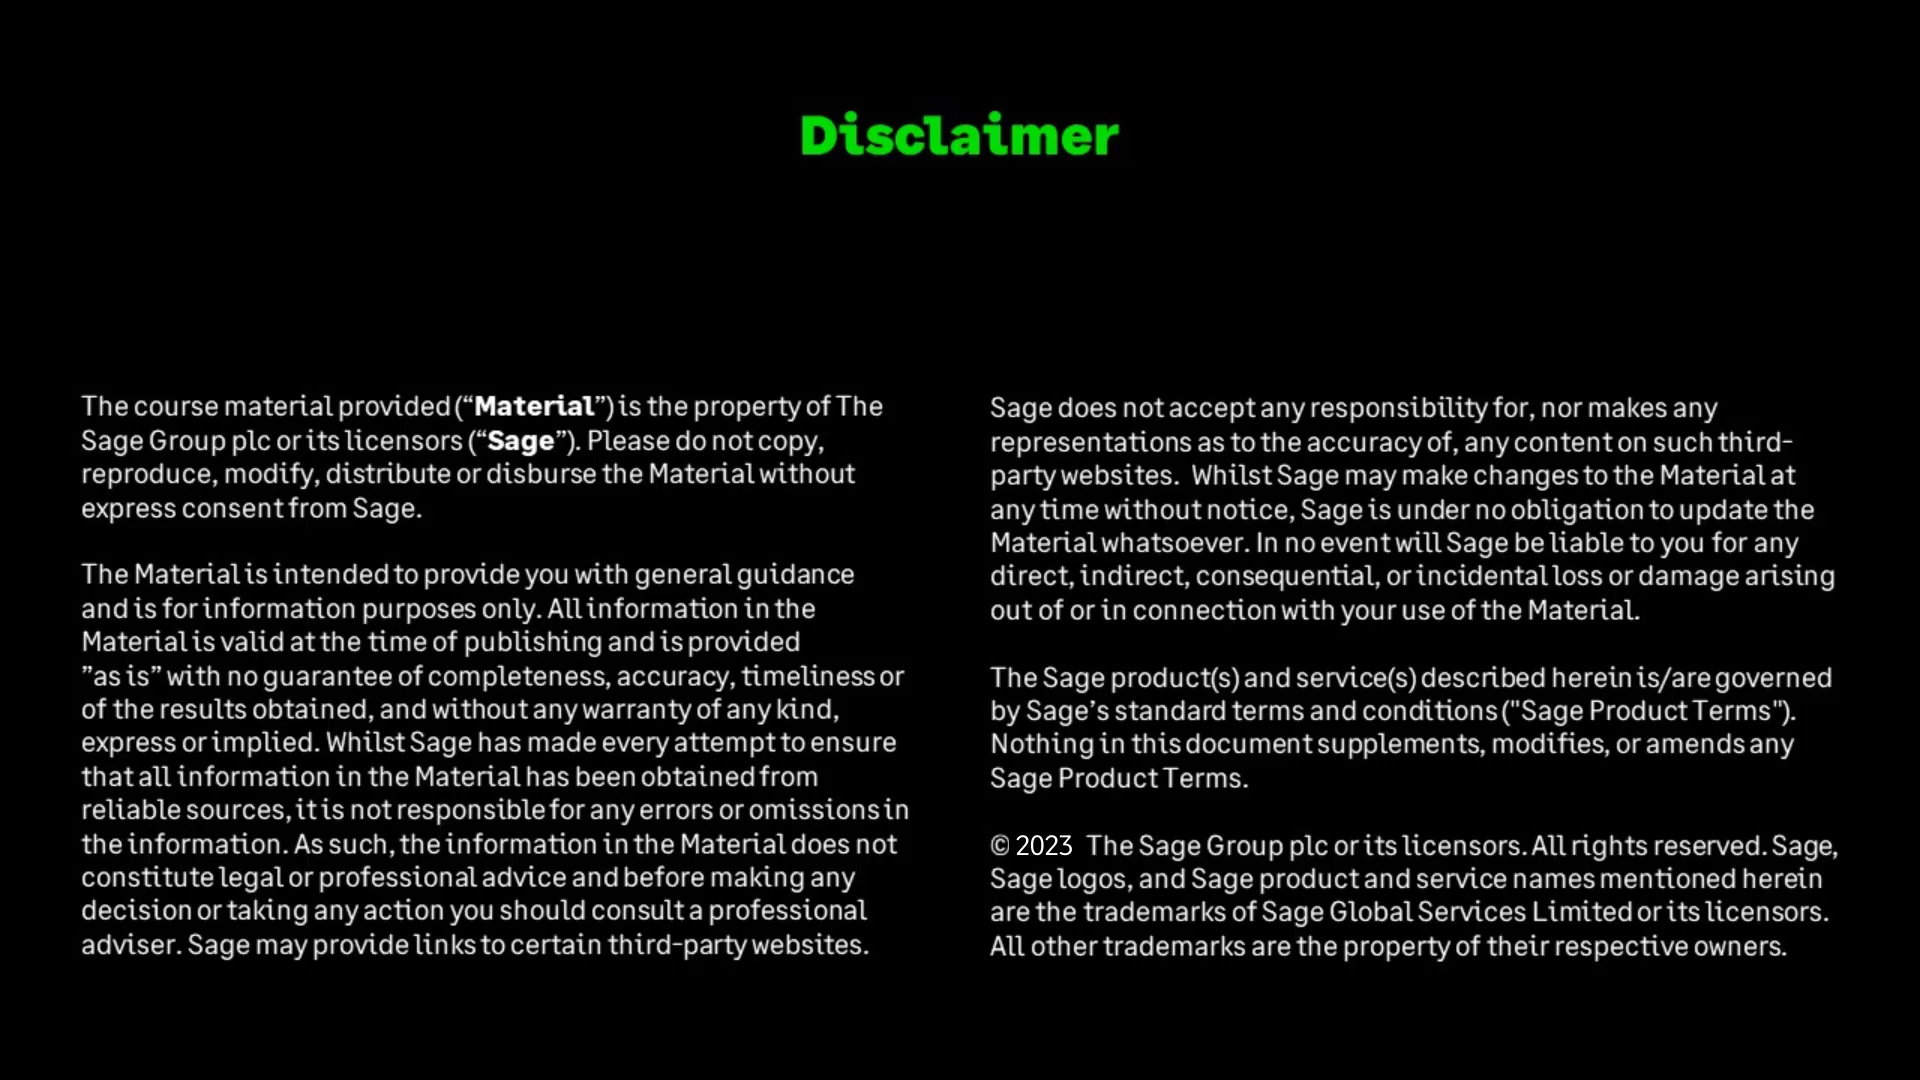 Disclaimer
The course material provided (“Material”) is the property of The
Sage Group plc or its licensors (“Sage”). Please do not copy,
reproduce, modify, distribute or disburse the Material without
express consent from Sage.
The Material is intended to provide you with general guidance
and is for information purposes only. All information in the
Material is valid at the time of publishing and is provided
”as is” with no guarantee of completeness, accuracy, timeliness or
of the results obtained, and without any warranty of any kind,
express or implied. Whilst Sage has made every attempt to ensure
that all information in the Material has been obtained from
reliable sources, it is not responsible for any errors or omissions in
the information. As such, the information in the Material does not
constitute legal or professional advice and before making any
decision or taking any action you should consult a professional
adviser. Sage may provide links to certain third-party websites.
Sage does not accept any responsibility for, nor makes any
representations as to the accuracy of, any content on such third-
party websites.  Whilst Sage may make changes to the Material at
any time without notice, Sage is under no obligation to update the
Material whatsoever. In no event will Sage be liable to you for any
direct, indirect, consequential, or incidental loss or damage arising
out of or in connection with your use of the Material.
The Sage product(s) and service(s) described herein is/are governed
by Sage’s standard terms and conditions ("Sage Product Terms").
Nothing in this document supplements, modifies, or amends any
Sage Product Terms.
© 2023  The Sage Group plc or its licensors. All rights reserved. Sage,
Sage logos, and Sage product and service names mentioned herein
are the trademarks of Sage Global Services Limited or its licensors.
All other trademarks are the property of their respective owners.